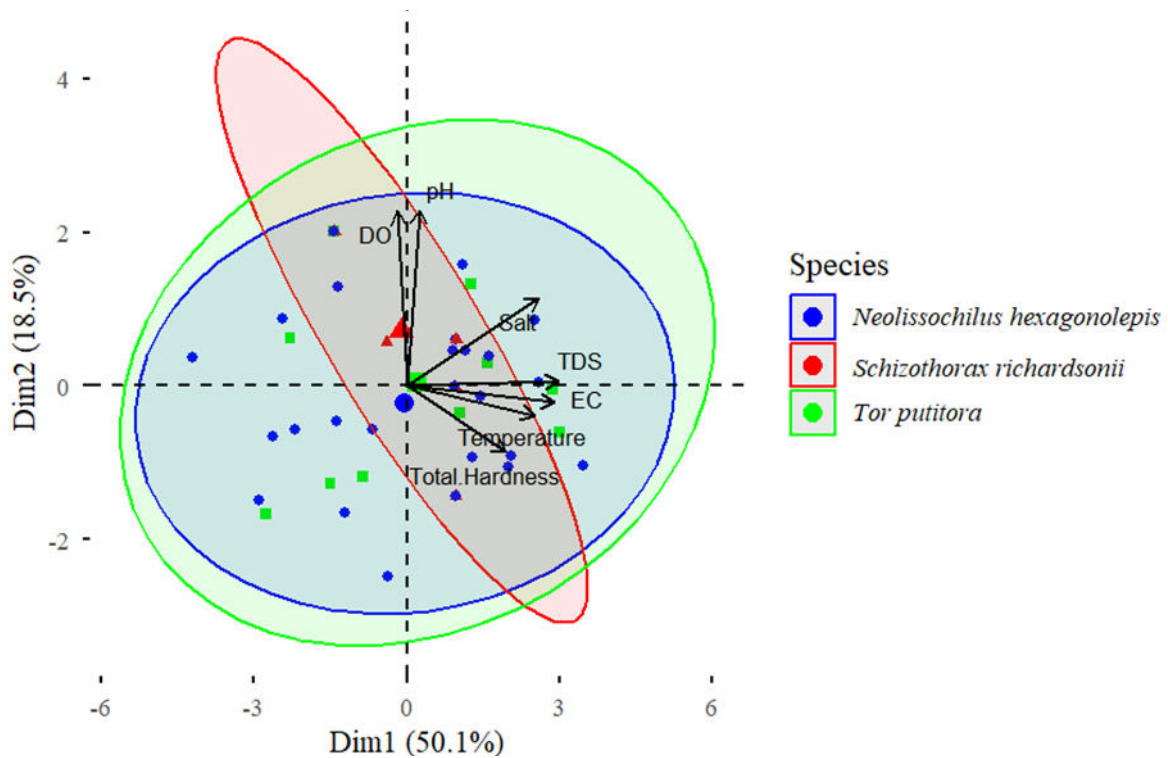 4
2
0
-2
-6
0
3
6
-3
Dim2 (18.5%)
Dim1 (50.1%)
pH
DO
Salt
TDS
EC
Temperature
Total.Hardness
Species
Neolissochilus hexagonolepis
Schizothorax richardsonii
Tor putitora